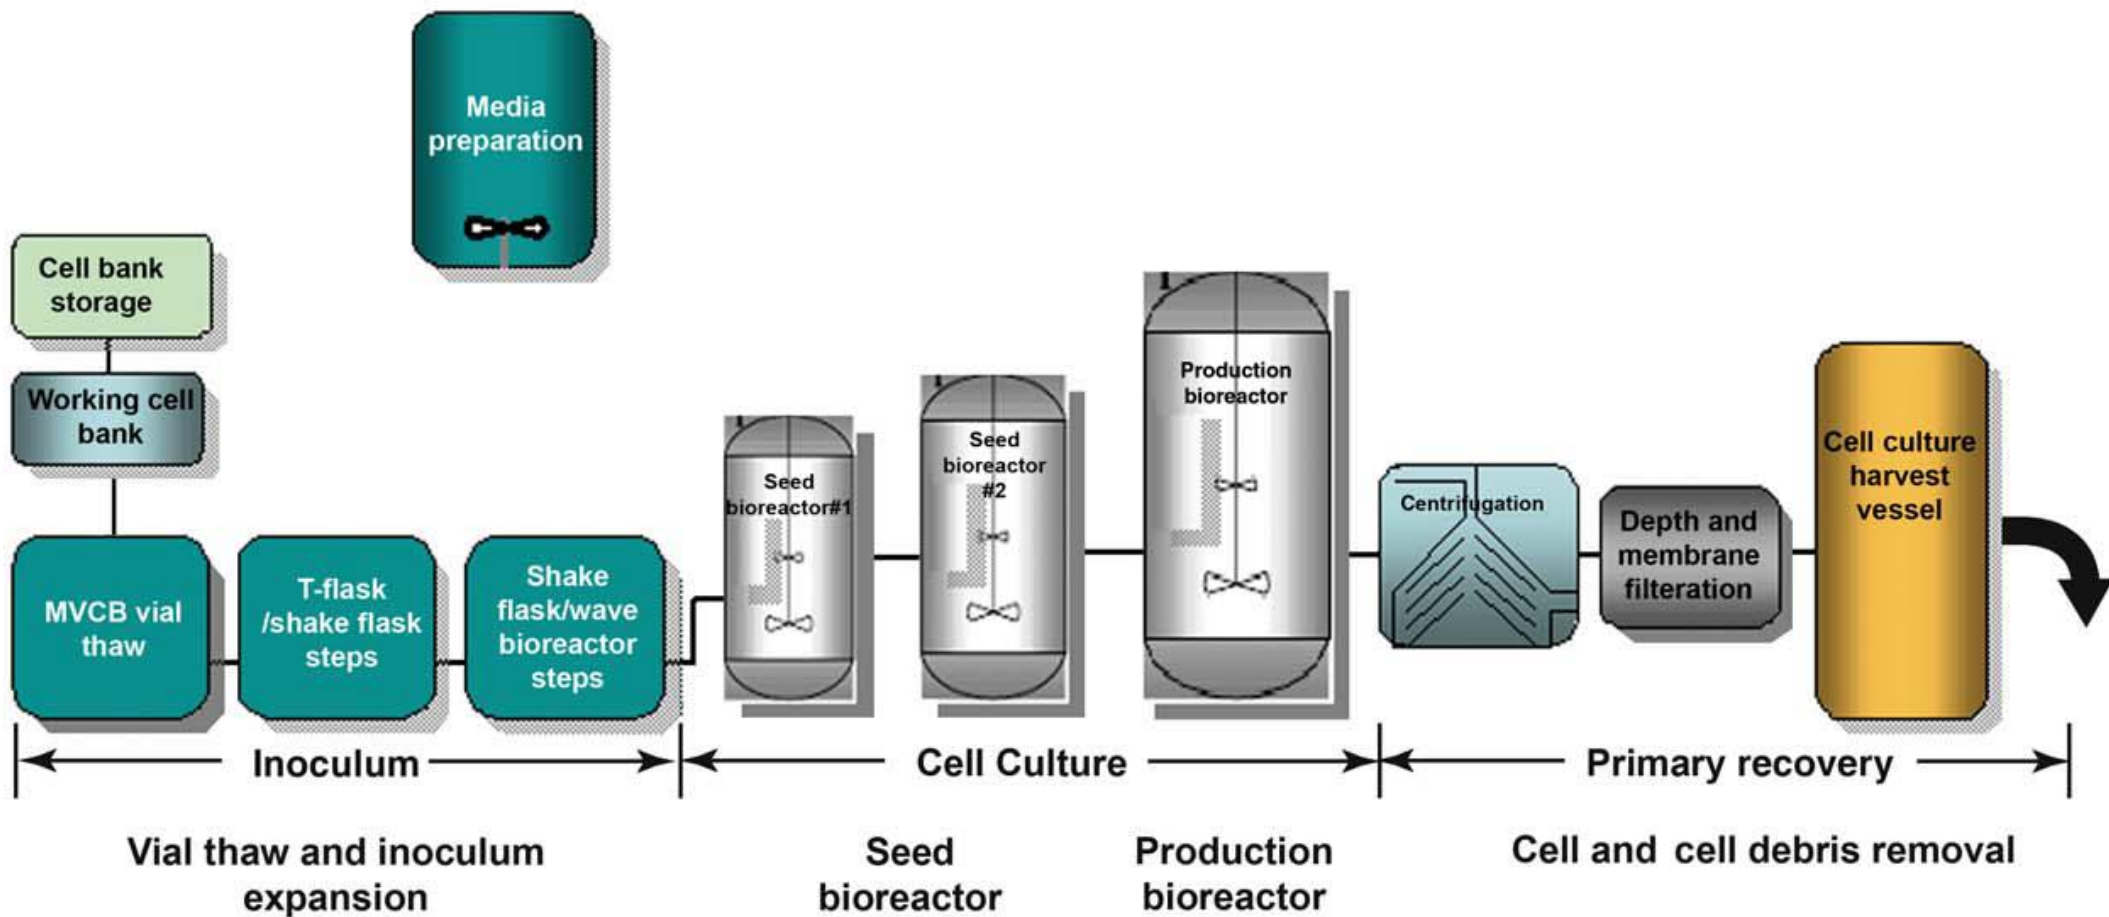 Media
preparation
Cell bank
storage
Working cell
bank
MVCB vial
thaw
T-flask
/shake flask
steps
Shake
flask/wave
bioreactor
steps
Seed
bioreactor#1
Seed
bioreactor
#2
Production
bioreactor
Centrifugation
Depth and
membrane
filteration
Cell culture
harvest
vessel
Inoculum
Cell Culture
Primary recovery
Vial thaw and inoculum
expansion
Seed
bioreactor
Production
bioreactor
Cell and cell debris removal